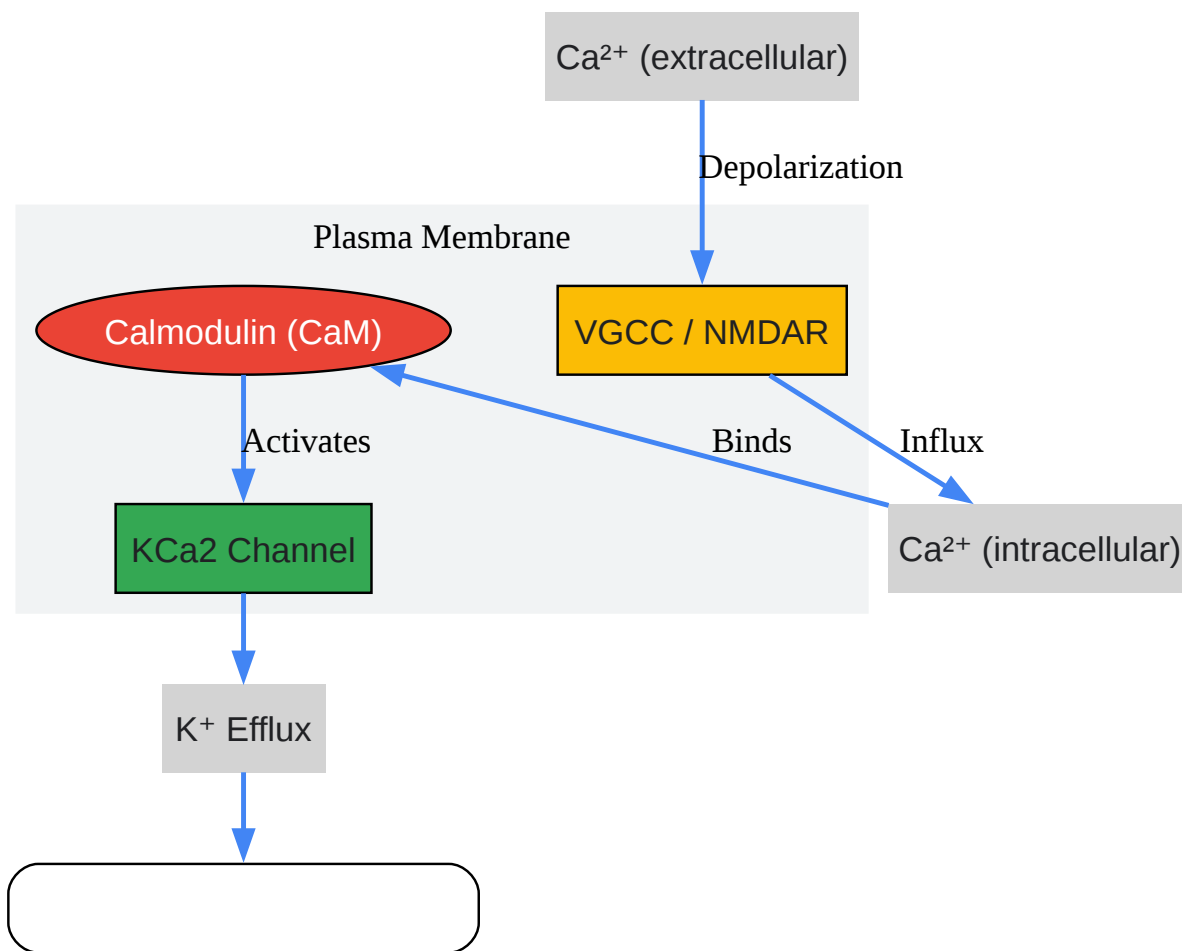 Ca²⁺ (extracellular)
Depolarization
Plasma Membrane
Calmodulin (CaM)
VGCC / NMDAR
Activates
Binds
Influx
KCa2 Channel
Ca²⁺ (intracellular)
K⁺ Efflux